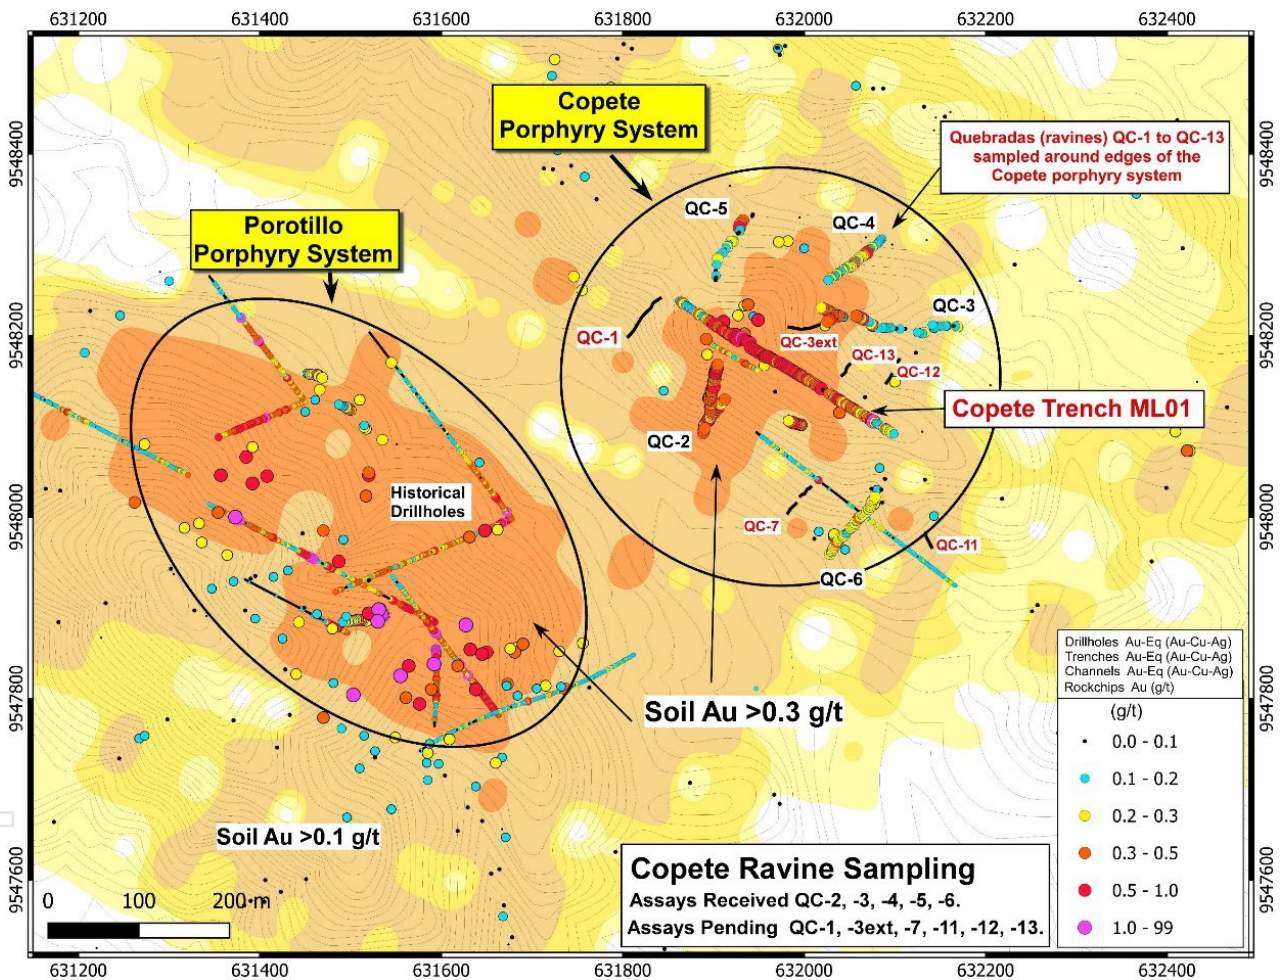 631200 631400 631600 631800 632000 632200 632400
9548400
9548200
9548000
9547800
9547600
9548400
9548200
9548000
9547800
9547600
Copete
Porphyry System
Quebradas (ravines) QC-1 to QC-13
sampled around edges of the
Copete porphyry system
Porotillo
Porphyry System
QC-5
QC-4
QC-3
QC-1
QC-3ext
QC-13
QC-12
Copete Trench ML01
QC-2
Historical
Drillholes
QC-7
QC-11
QC-6
Soil Au >0.3 g/t
Soil Au >0.1 g/t
Drillholes Au-Eq (Au-Cu-Ag)
Trenches Au-Eq (Au-Cu-Ag)
Channels Au-Eq (Au-Cu-Ag)
Rockchips Au (g/t)
(g/t)
0.0 - 0.1
0.1 - 0.2
0.2 - 0.3
0.3 - 0.5
0.5 - 1.0
1.0 - 99
Copete Ravine Sampling
Assays Received QC-2, -3, -4, -5, -6.
Assays Pending QC-1, -3ext, -7, -11, -12, -13.
0 100 200 m
631200 631400 631600 631800 632000 632200 632400